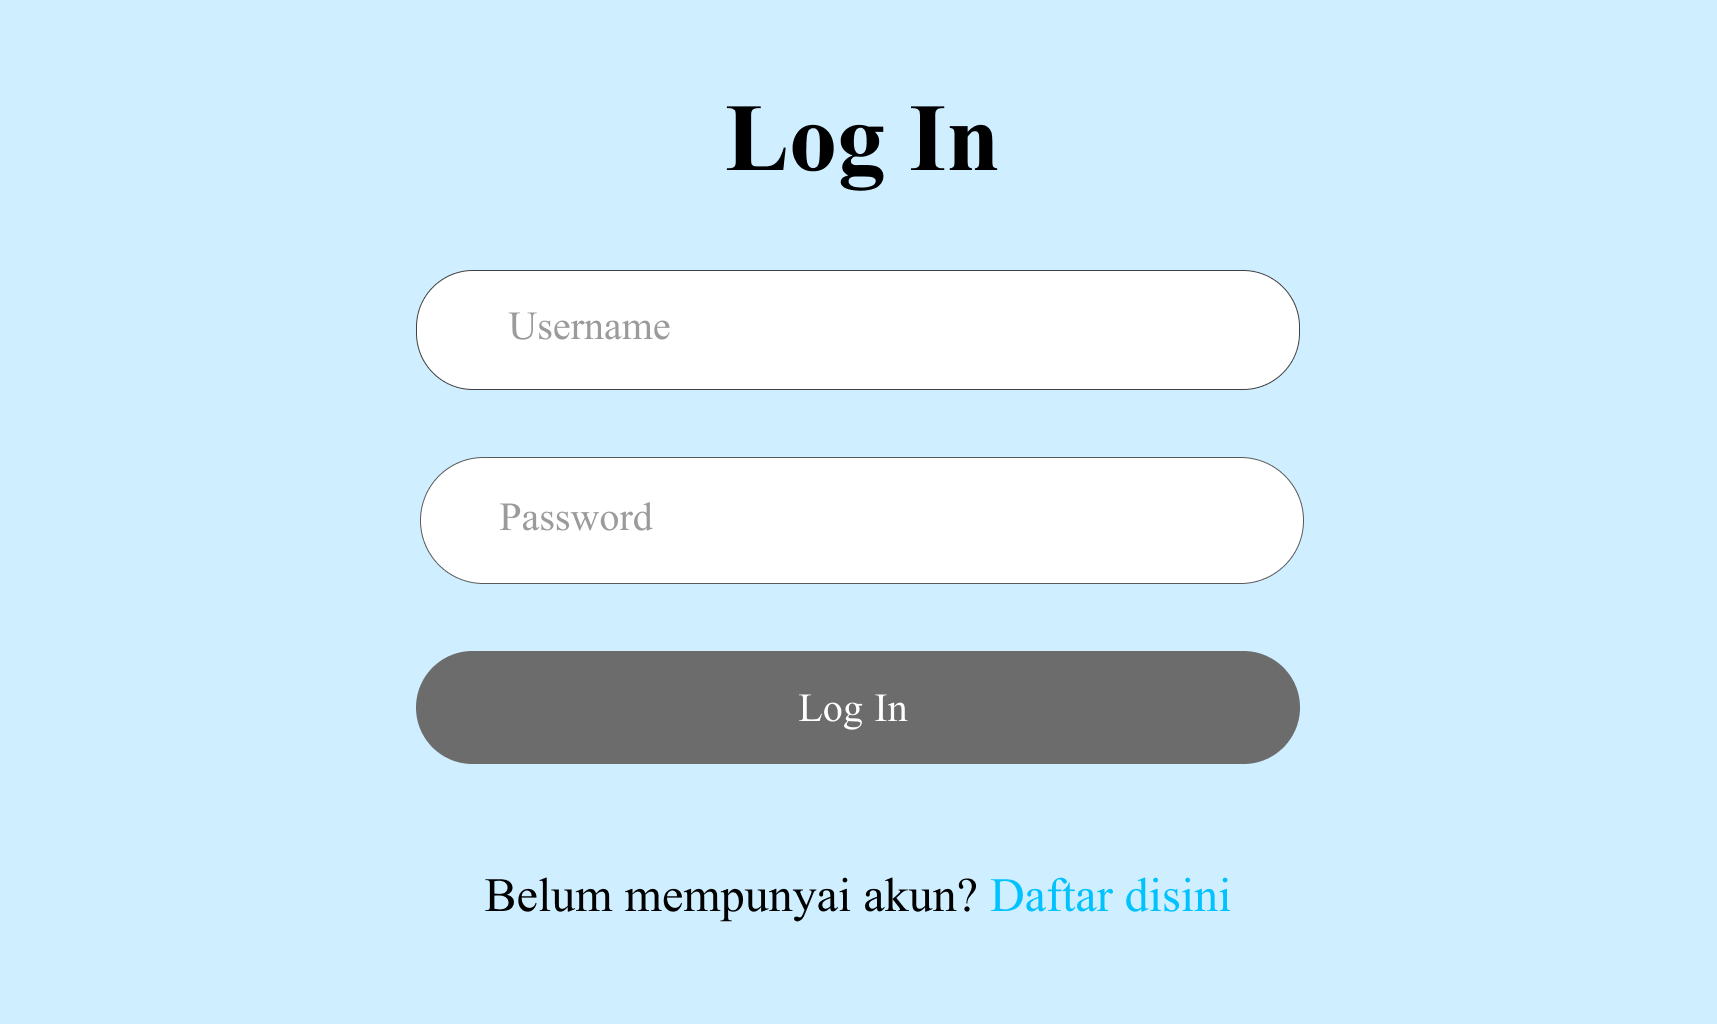 Log In
Username
Password
Log In
Belum mempunyai akun? Daftar disini